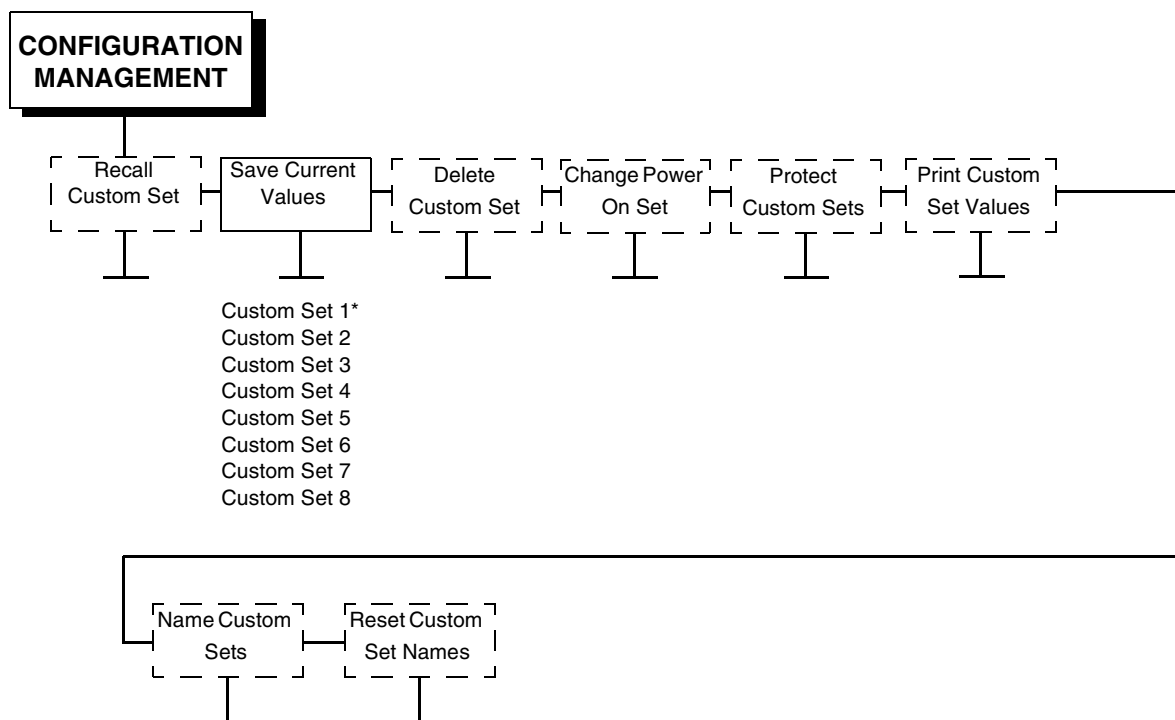 CONFIGURATION
MANAGEMENT
Recall
Custom Set
Save Current
Values
Delete
Custom Set
Change Power
On Set
Protect
Custom Sets
Print Custom
Set Values
Custom Set 1*
Custom Set 2
Custom Set 3
Custom Set 4
Custom Set 5
Custom Set 6
Custom Set 7
Custom Set 8
Name Custom
Sets
Reset Custom
Set Names